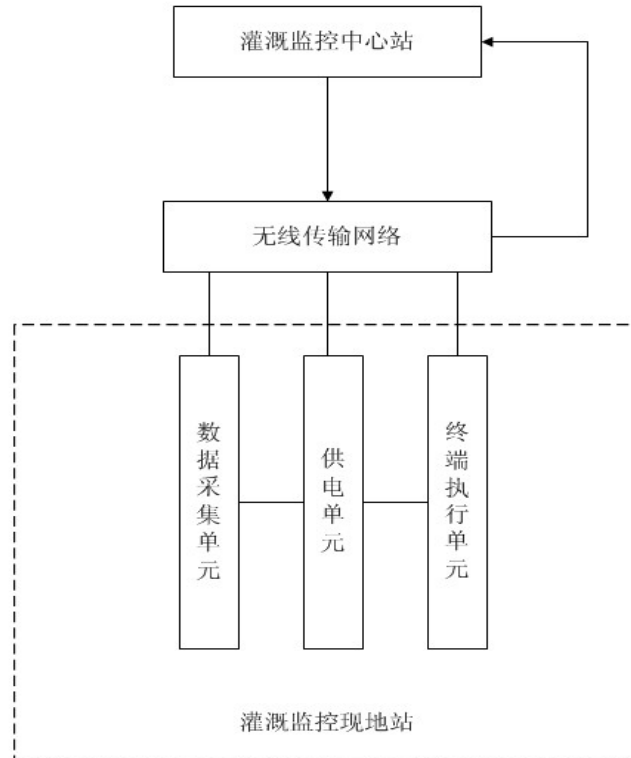 灌溉监控中心站
无线传输网络
数据采集单元
供电单元
终端执行单元
灌溉监控现地站